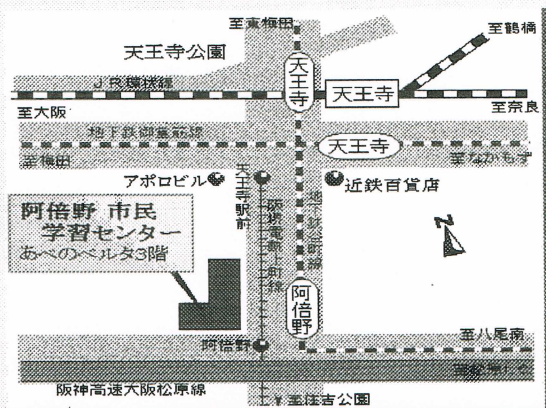 至東梅田
至鶴橋
天王寺公園
JR環状線
天王寺
天王寺
至大阪
至奈良
地下鉄御堂筋線
天王寺
至梅田
至なかもず
アポロビル
天王寺駅前
近鉄百貨店
阿倍野 市民
学習センター
あべのベルタ3階
阪堺電軌上町線
地下鉄谷町線
N
阿倍野
阿倍野
至八尾南
阪神高速大阪松原線
至住吉公園